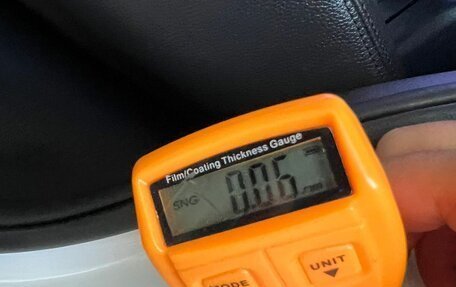 Film/Coating Thickness Gauge
SNG 0.06 mm
MODE UNIT